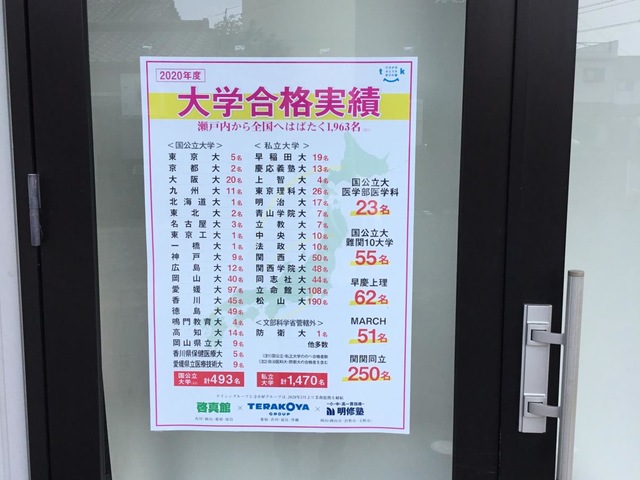 2020年度
大学合格実績
瀬戸内から全国へはばたく1,963名
＜国公立大学＞
東京大 5名
京都大 2名
大阪大 20名
九州大 11名
北海道大 1名
東北大 2名
名古屋大 3名
東京工大 1名
一橋大 1名
神戸大 9名
広島大 12名
岡山大 40名
愛媛大 97名
香川大 45名
徳島大 49名
鳴門教育大 4名
高知大 14名
岡山県立大 9名
香川県保健医療大 5名
愛媛県立医療技術大 9名
国公立大学 計493名
＜私立大学＞
早稲田大 19名
慶応義塾大 13名
上智大 4名
東京理科大 26名
明治大 17名
青山学院大 7名
立教大 7名
中央大 10名
法政大 10名
関西大 50名
関西学院大 48名
同志社大 44名
立命館大 108名
松山大 190名
＜文部科学省管轄外＞
防衛大 1名
他多数
私立大学 計1,470名
国公立大
医学部医学科
23名
国公立大
難関10大学
55名
早慶上理
62名
MARCH
51名
関関同立
250名
啓真館 × TERAKOYA GROUP × 明修塾